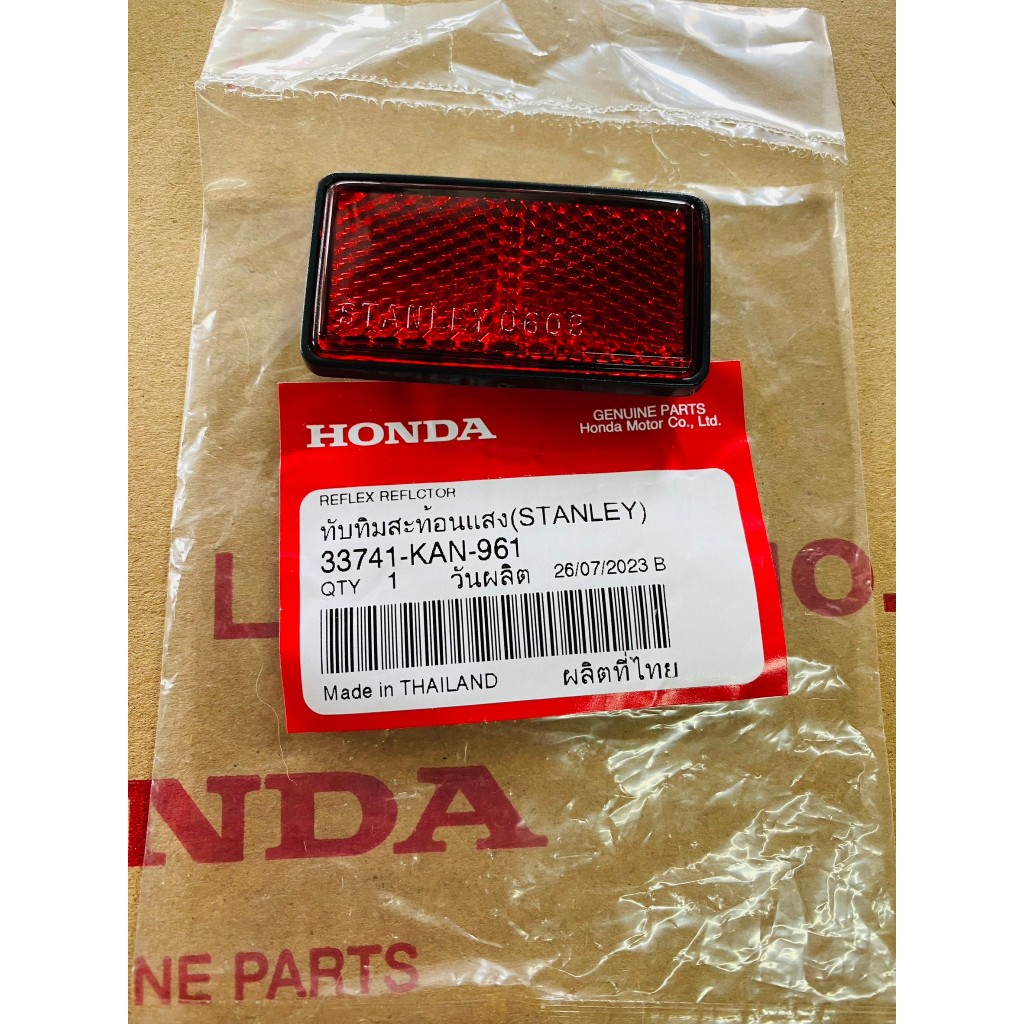 STANLEY 0608
HONDA
GENUINE PARTS
Honda Motor Co., Ltd.
REFLEX REFLCTOR
ทับทิมสะท้อนแสง(STANLEY)
33741-KAN-961
QTY 1 วันผลิต 26/07/2023 B
Made in THAILAND ผลิตที่ไทย
NDA
NE PARTS